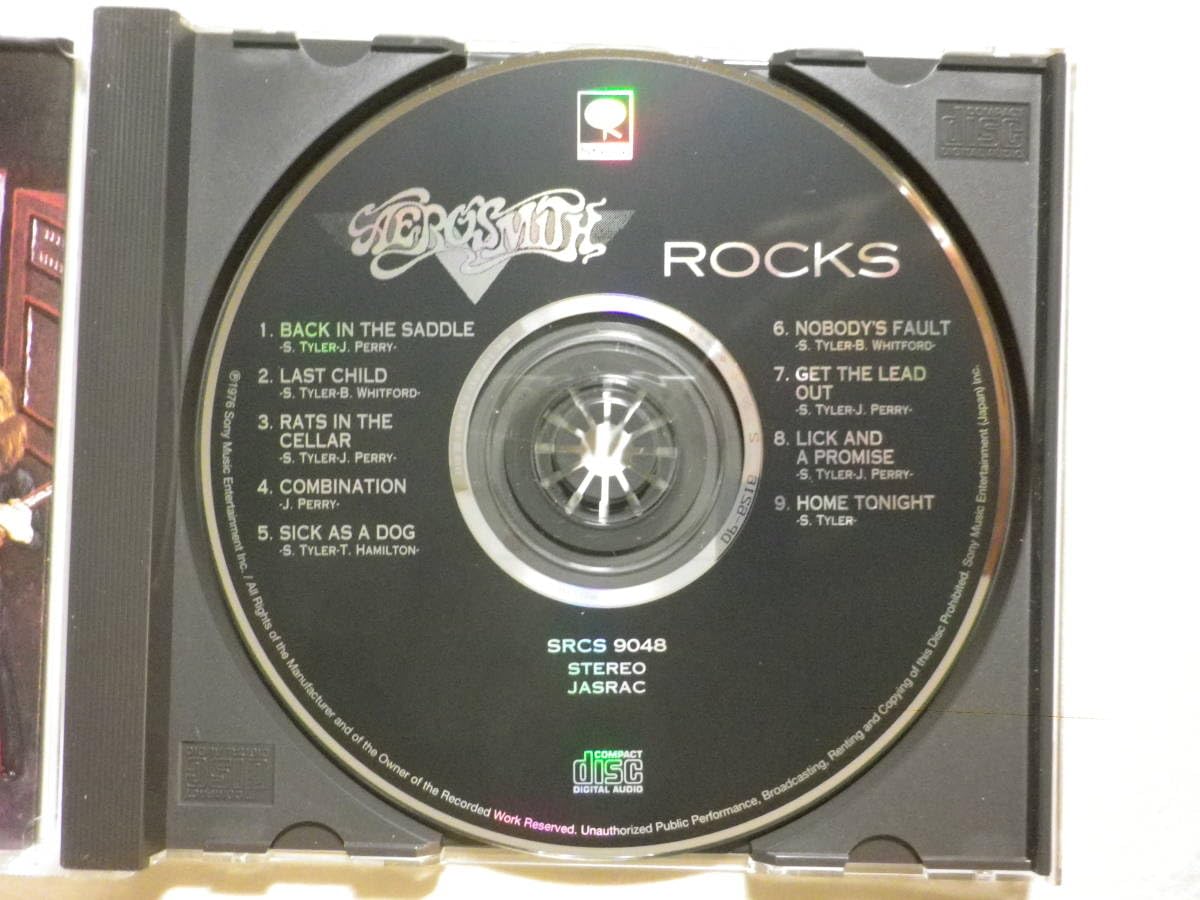 AEROSMITH
ROCKS
1. BACK IN THE SADDLE
-S. TYLER-J. PERRY-
2. LAST CHILD
-S. TYLER-B. WHITFORD-
3. RATS IN THE
CELLAR
-S. TYLER-J. PERRY-
4. COMBINATION
-J. PERRY-
5. SICK AS A DOG
-S. TYLER-T. HAMILTON-
6. NOBODY'S FAULT
-S. TYLER-B. WHITFORD-
7. GET THE LEAD
OUT
-S. TYLER-J. PERRY-
8. LICK AND
A PROMISE
-S. TYLER-J. PERRY-
9. HOME TONIGHT
-S. TYLER-
SRCS 9048
STEREO
JASRAC
COMPACT
disc
DIGITAL AUDIO
℗1976 Sony Music Entertainment Inc. / All Rights of the Manufacturer and of the Owner of the Recorded Work Reserved. Unauthorized Public Performance, Broadcasting, Renting and Copying of this Disc Prohibited. Sony Music Entertainment (Japan) Inc.
COMPACT
disc
DIGITAL AUDIO